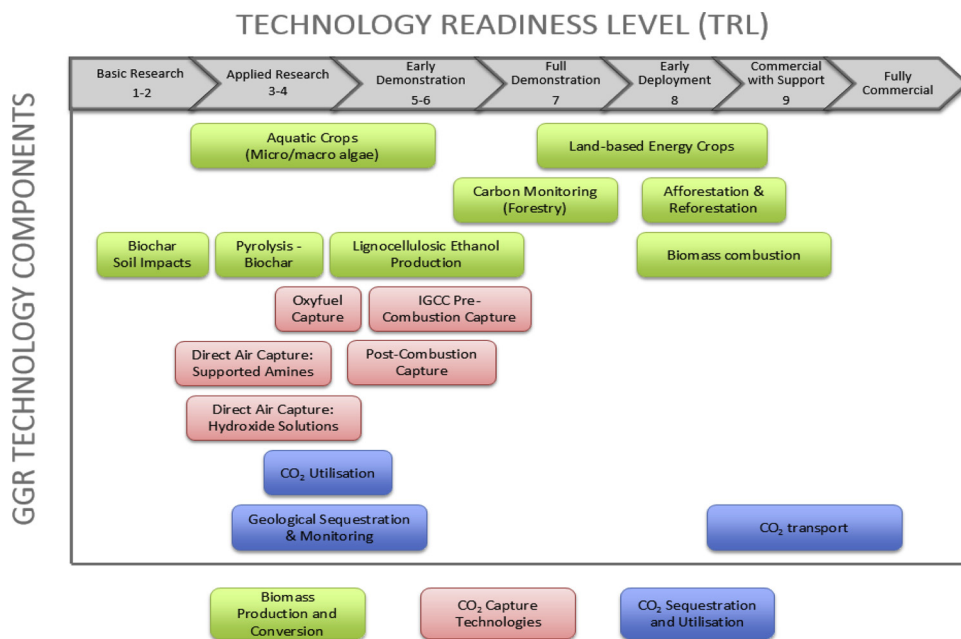 TECHNOLOGY READINESS LEVEL (TRL)
GGR TECHNOLOGY COMPONENTS
Basic Research
1-2
Applied Research
3-4
Early
Demonstration
5-6
Full
Demonstration
7
Early
Deployment
8
Commercial
with Support
9
Fully
Commercial
Aquatic Crops
(Micro/macro algae)
Land-based Energy Crops
Carbon Monitoring
(Forestry)
Afforestation &
Reforestation
Biochar
Soil Impacts
Pyrolysis -
Biochar
Lignocellulosic Ethanol
Production
Biomass combustion
Oxyfuel
Capture
IGCC Pre-
Combustion Capture
Direct Air Capture:
Supported Amines
Post-Combustion
Capture
Direct Air Capture:
Hydroxide Solutions
CO₂ Utilisation
Geological Sequestration
& Monitoring
CO₂ transport
Biomass
Production and
Conversion
CO₂ Capture
Technologies
CO₂ Sequestration
and Utilisation